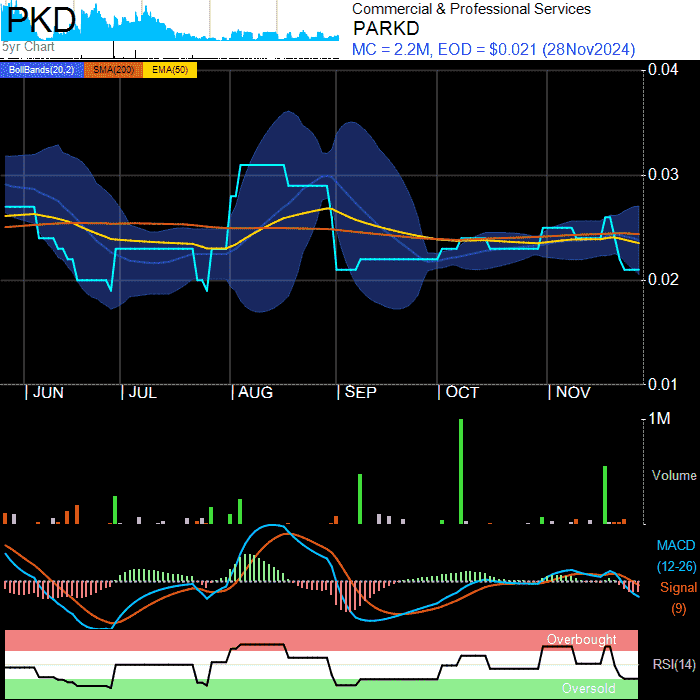 PKD
5yr Chart
Commercial & Professional Services
PARKD
MC = 2.2M, EOD = $0.021 (28Nov2024)
BollBands(20,2) SMA(200) EMA(50)
0.04
0.03
0.02
0.01
JUN JUL AUG SEP OCT NOV
1M
Volume
MACD
(12-26)
Signal
(9)
Overbought
RSI(14)
Oversold